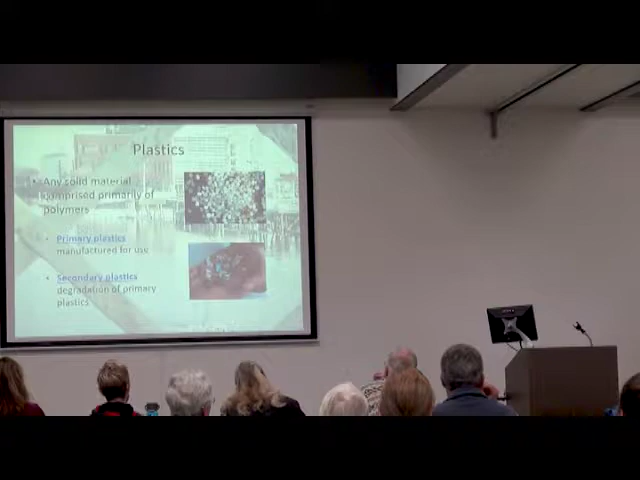 Plastics
• Any solid material
comprised primarily of
polymers
• Primary plastics
manufactured for use
• Secondary plastics
degradation of primary
plastics